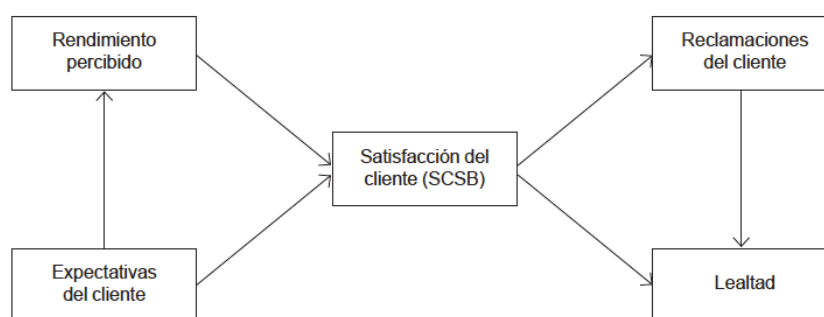 Rendimiento
percibido
Reclamaciones
del cliente
Satisfacción del
cliente (SCSB)
Expectativas
del cliente
Lealtad